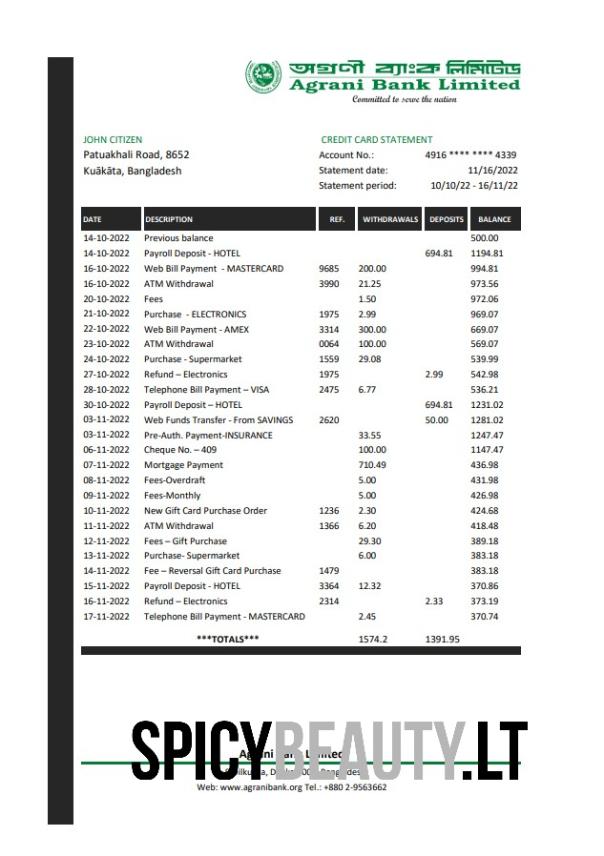 অগ্রণী ব্যাংক লিমিটেড
Agrani Bank Limited
Committed to serve the nation
JOHN CITIZEN
Patuakhali Road, 8652
Kuākāta, Bangladesh
CREDIT CARD STATEMENT
Account No.: 4916 **** **** 4339
Statement date: 11/16/2022
Statement period: 10/10/22 - 16/11/22
DATE DESCRIPTION REF. WITHDRAWALS DEPOSITS BALANCE
14-10-2022 Previous balance 500.00
14-10-2022 Payroll Deposit - HOTEL 694.81 1194.81
16-10-2022 Web Bill Payment - MASTERCARD 9685 200.00 994.81
16-10-2022 ATM Withdrawal 3990 21.25 973.56
20-10-2022 Fees 1.50 972.06
21-10-2022 Purchase - ELECTRONICS 1975 2.99 969.07
22-10-2022 Web Bill Payment - AMEX 3314 300.00 669.07
23-10-2022 ATM Withdrawal 0064 100.00 569.07
24-10-2022 Purchase - Supermarket 1559 29.08 539.99
27-10-2022 Refund – Electronics 1975 2.99 542.98
28-10-2022 Telephone Bill Payment – VISA 2475 6.77 536.21
30-10-2022 Payroll Deposit – HOTEL 694.81 1231.02
03-11-2022 Web Funds Transfer - From SAVINGS 2620 50.00 1281.02
03-11-2022 Pre-Auth. Payment-INSURANCE 33.55 1247.47
06-11-2022 Cheque No. – 409 100.00 1147.47
07-11-2022 Mortgage Payment 710.49 436.98
08-11-2022 Fees-Overdraft 5.00 431.98
09-11-2022 Fees-Monthly 5.00 426.98
10-11-2022 New Gift Card Purchase Order 1236 2.30 424.68
11-11-2022 ATM Withdrawal 1366 6.20 418.48
12-11-2022 Fees – Gift Purchase 29.30 389.18
13-11-2022 Purchase- Supermarket 6.00 383.18
14-11-2022 Fee – Reversal Gift Card Purchase 1479 383.18
15-11-2022 Payroll Deposit - HOTEL 3364 12.32 370.86
16-11-2022 Refund – Electronics 2314 2.33 373.19
17-11-2022 Telephone Bill Payment - MASTERCARD 2.45 370.74
***TOTALS*** 1574.2 1391.95
SPICYBEAUTY.LT
Agrani Limited
Web: www.agranibank.org Tel.: +880 2-9563662